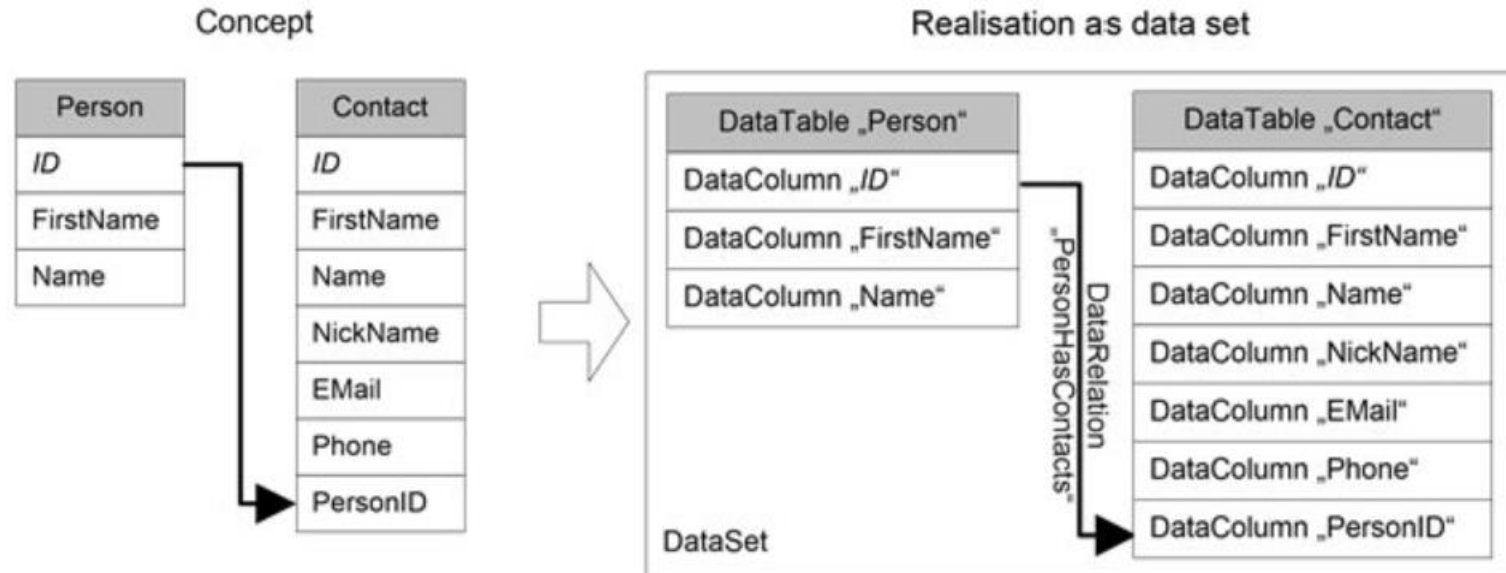 Concept
Person
ID
FirstName
Name
Contact
ID
FirstName
Name
NickName
EMail
Phone
PersonID
Realisation as data set
DataTable „Person“
DataColumn „ID“
DataColumn „FirstName“
DataColumn „Name“
DataRelation
„PersonHasContacts“
DataTable „Contact“
DataColumn „ID“
DataColumn „FirstName“
DataColumn „Name“
DataColumn „NickName“
DataColumn „EMail“
DataColumn „Phone“
DataColumn „PersonID“
DataSet